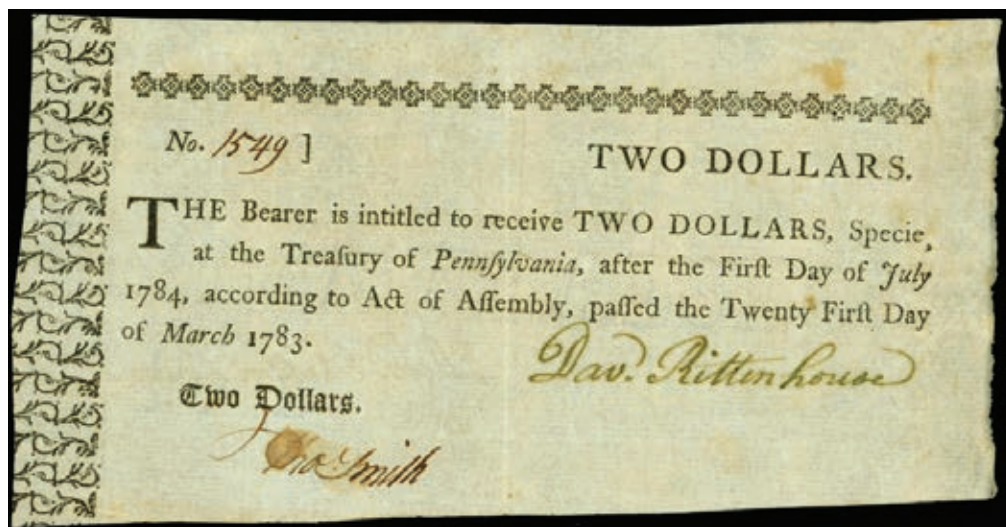 No. 1549 ]
TWO DOLLARS.
THE Bearer is intitled to receive TWO DOLLARS, Specie,
at the Treaſury of Pennſylvania, after the Firſt Day of July
1784, according to Act of Aſſembly, paſſed the Twenty Firſt Day
of March 1783.
Dav. Rittenhouse
Two Dollars.
Smith